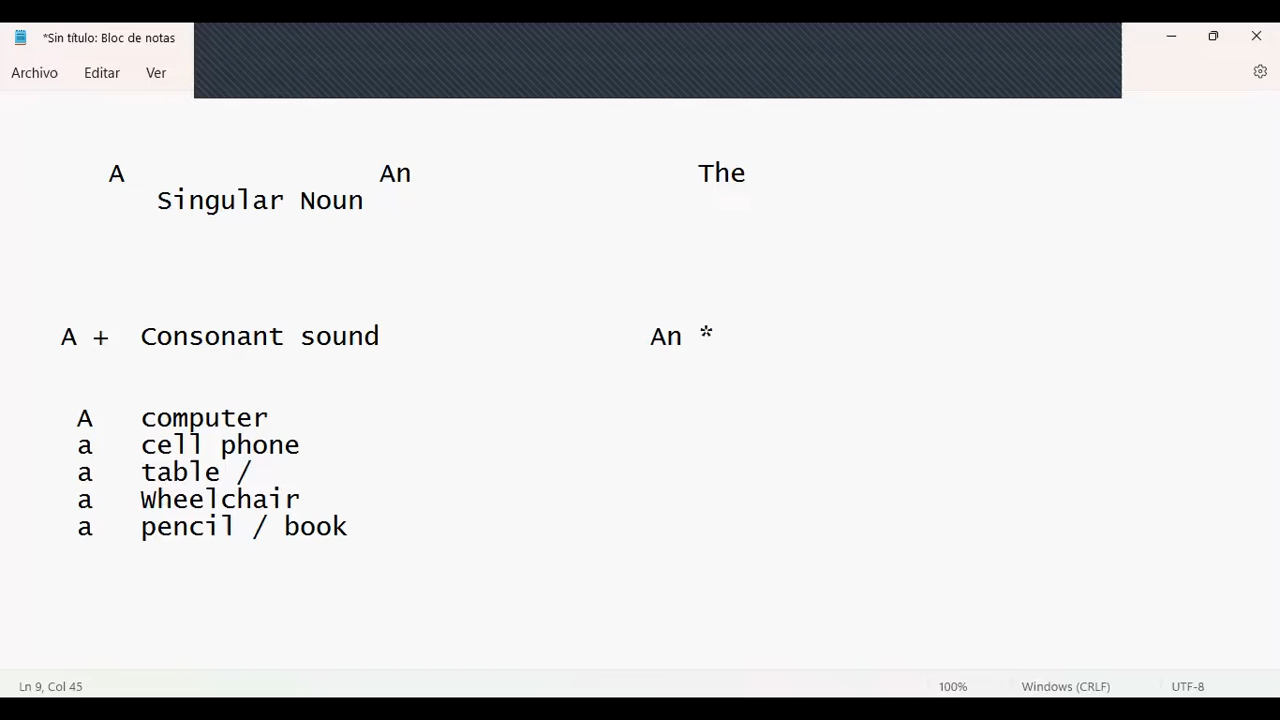 *Sin título: Bloc de notas
Archivo Editar Ver
A An The
Singular Noun
A + Consonant sound An *
A computer
a cell phone
a table /
a Wheelchair
a pencil / book
Ln 9, Col 45 100% Windows (CRLF) UTF-8